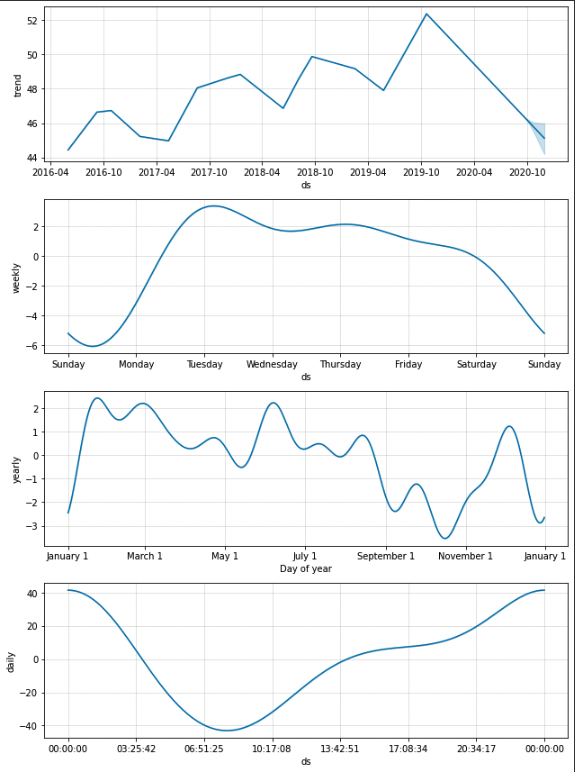 52
50
48
46
44
trend
2016-04 2016-10 2017-04 2017-10 2018-04 2018-10 2019-04 2019-10 2020-04 2020-10
ds
2
0
−2
−4
−6
weekly
Sunday Monday Tuesday Wednesday Thursday Friday Saturday Sunday
ds
2
1
0
−1
−2
−3
yearly
January 1 March 1 May 1 July 1 September 1 November 1 January 1
Day of year
40
20
0
−20
−40
daily
00:00:00 03:25:42 06:51:25 10:17:08 13:42:51 17:08:34 20:34:17 00:00:00
ds